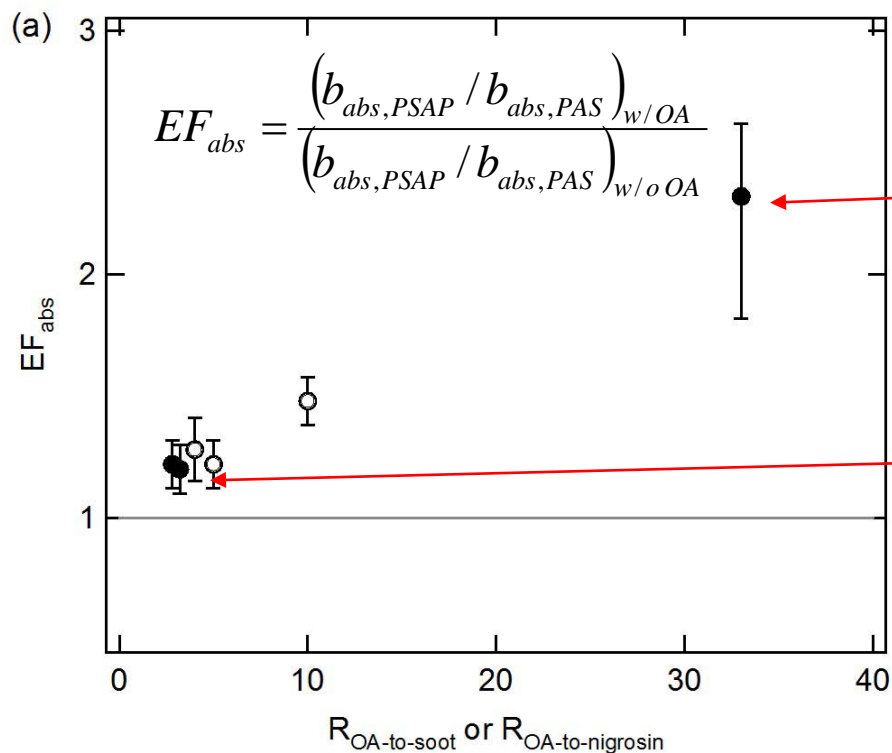 (a)
3
EF_abs = (b_abs,PSAP / b_abs,PAS)_w/OA
(b_abs,PSAP / b_abs,PAS)_w/o OA
2
EF_abs
1
0 10 20 30 40
R_OA-to-soot or R_OA-to-nigrosin